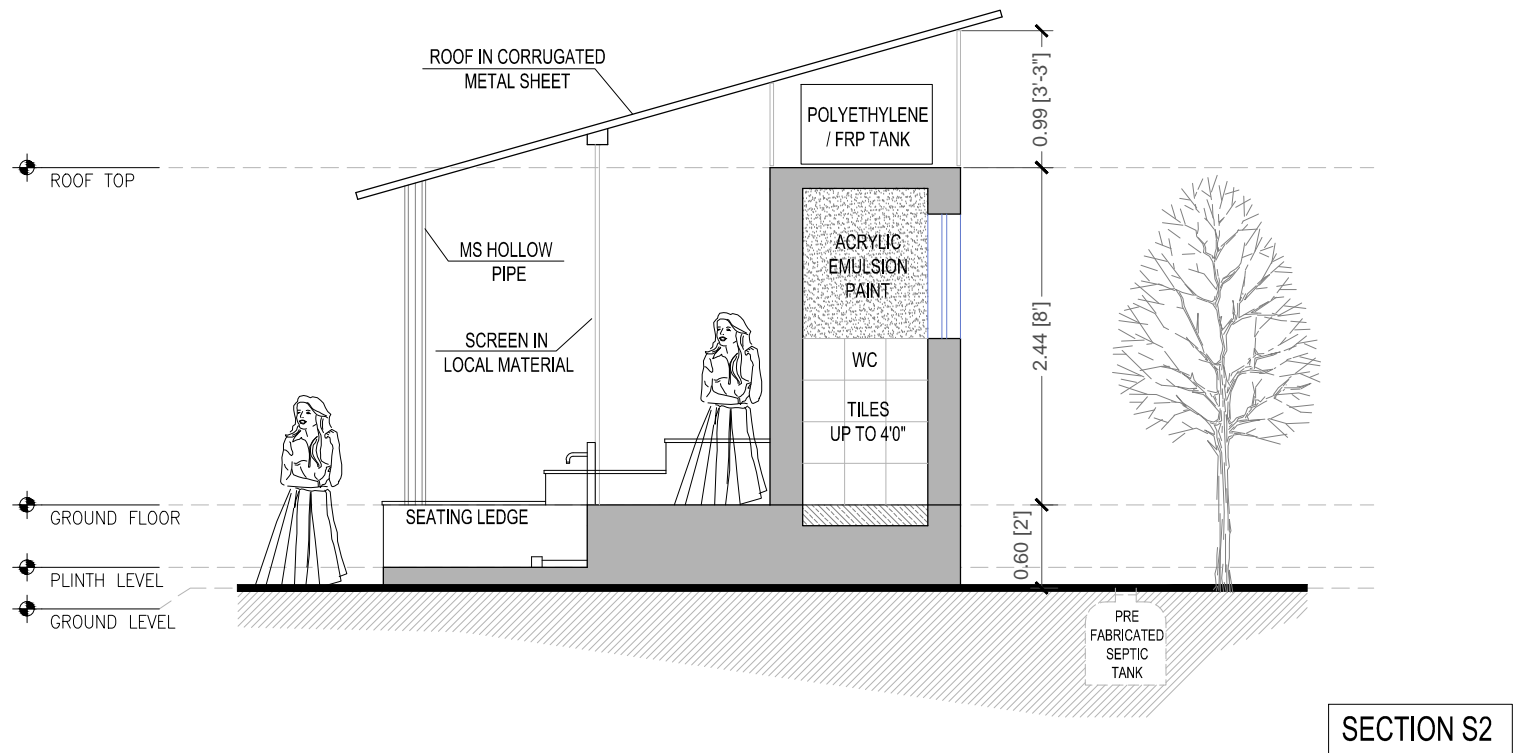 ROOF IN CORRUGATED
METAL SHEET
POLYETHYLENE
/ FRP TANK
0.99 [3'-3"]
ROOF TOP
MS HOLLOW
PIPE
ACRYLIC
EMULSION
PAINT
2.44 [8']
SCREEN IN
LOCAL MATERIAL
WC
TILES
UP TO 4'0"
GROUND FLOOR
SEATING LEDGE
0.60 [2']
PLINTH LEVEL
GROUND LEVEL
PRE
FABRICATED
SEPTIC
TANK
SECTION S2